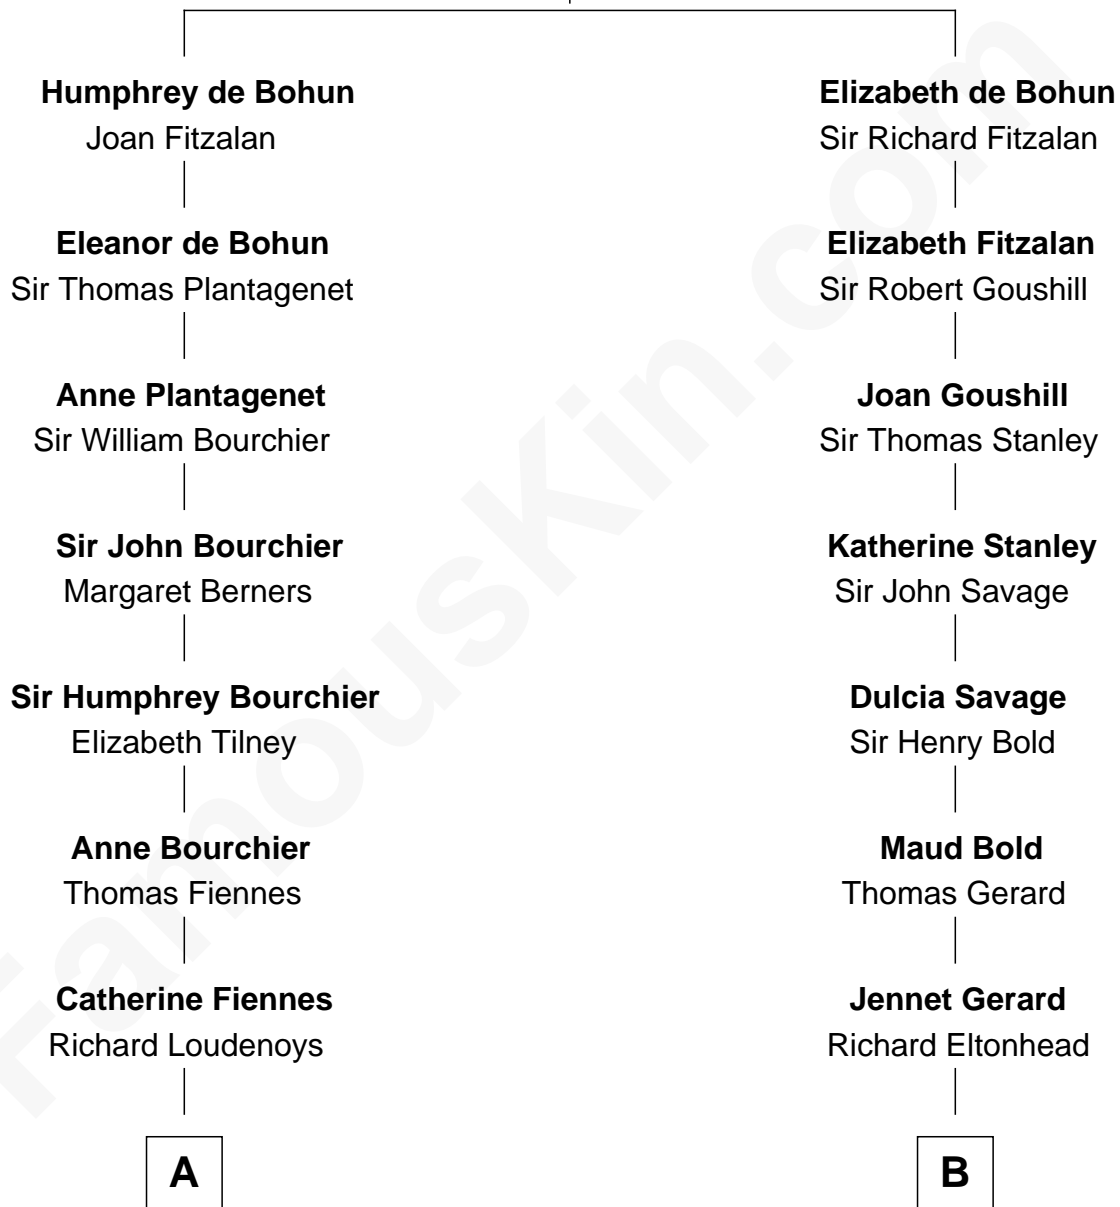 Humphrey de Bohun
Joan Fitzalan
Eleanor de Bohun
Sir Thomas Plantagenet
Anne Plantagenet
Sir William Bourchier
Sir John Bourchier
Margaret Berners
Sir Humphrey Bourchier
Elizabeth Tilney
Anne Bourchier
Thomas Fiennes
Catherine Fiennes
Richard Loudenoys
A
Elizabeth de Bohun
Sir Richard Fitzalan
Elizabeth Fitzalan
Sir Robert Goushill
Joan Goushill
Sir Thomas Stanley
Katherine Stanley
Sir John Savage
Dulcia Savage
Sir Henry Bold
Maud Bold
Thomas Gerard
Jennet Gerard
Richard Eltonhead
B
FamousKin.com